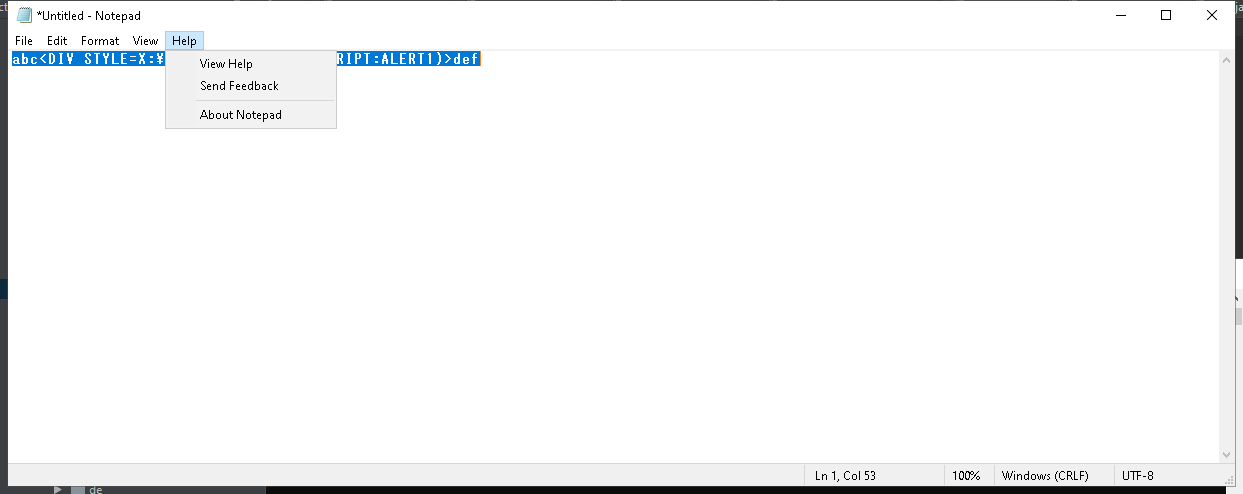 *Untitled - Notepad
File Edit Format View Help
abc<DIV STYLE=X:¥ RIPT:ALERT1)>def
View Help
Send Feedback
About Notepad
Ln 1, Col 53 100% Windows (CRLF) UTF-8
de